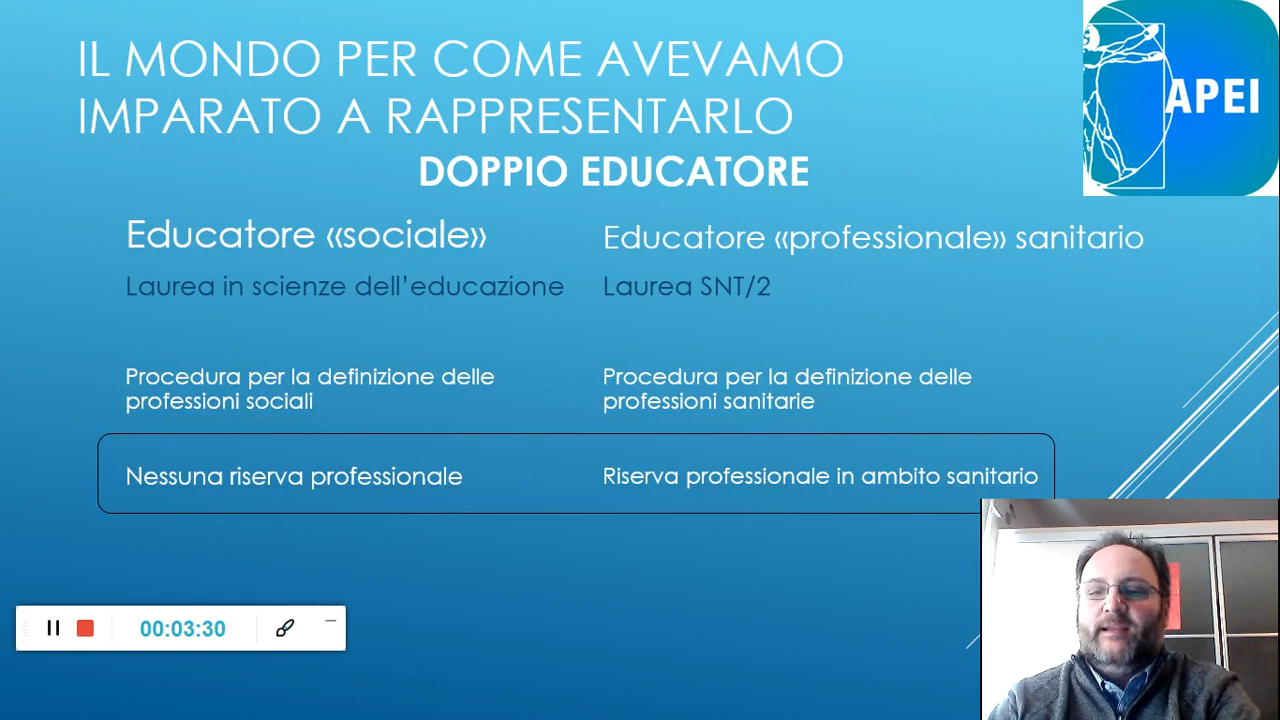 IL MONDO PER COME AVEVAMO
IMPARATO A RAPPRESENTARLO
APEI
DOPPIO EDUCATORE
Educatore «sociale»
Educatore «professionale» sanitario
Laurea in scienze dell'educazione
Laurea SNT/2
Procedura per la definizione delle
professioni sociali
Procedura per la definizione delle
professioni sanitarie
Nessuna riserva professionale
Riserva professionale in ambito sanitario
00:03:30